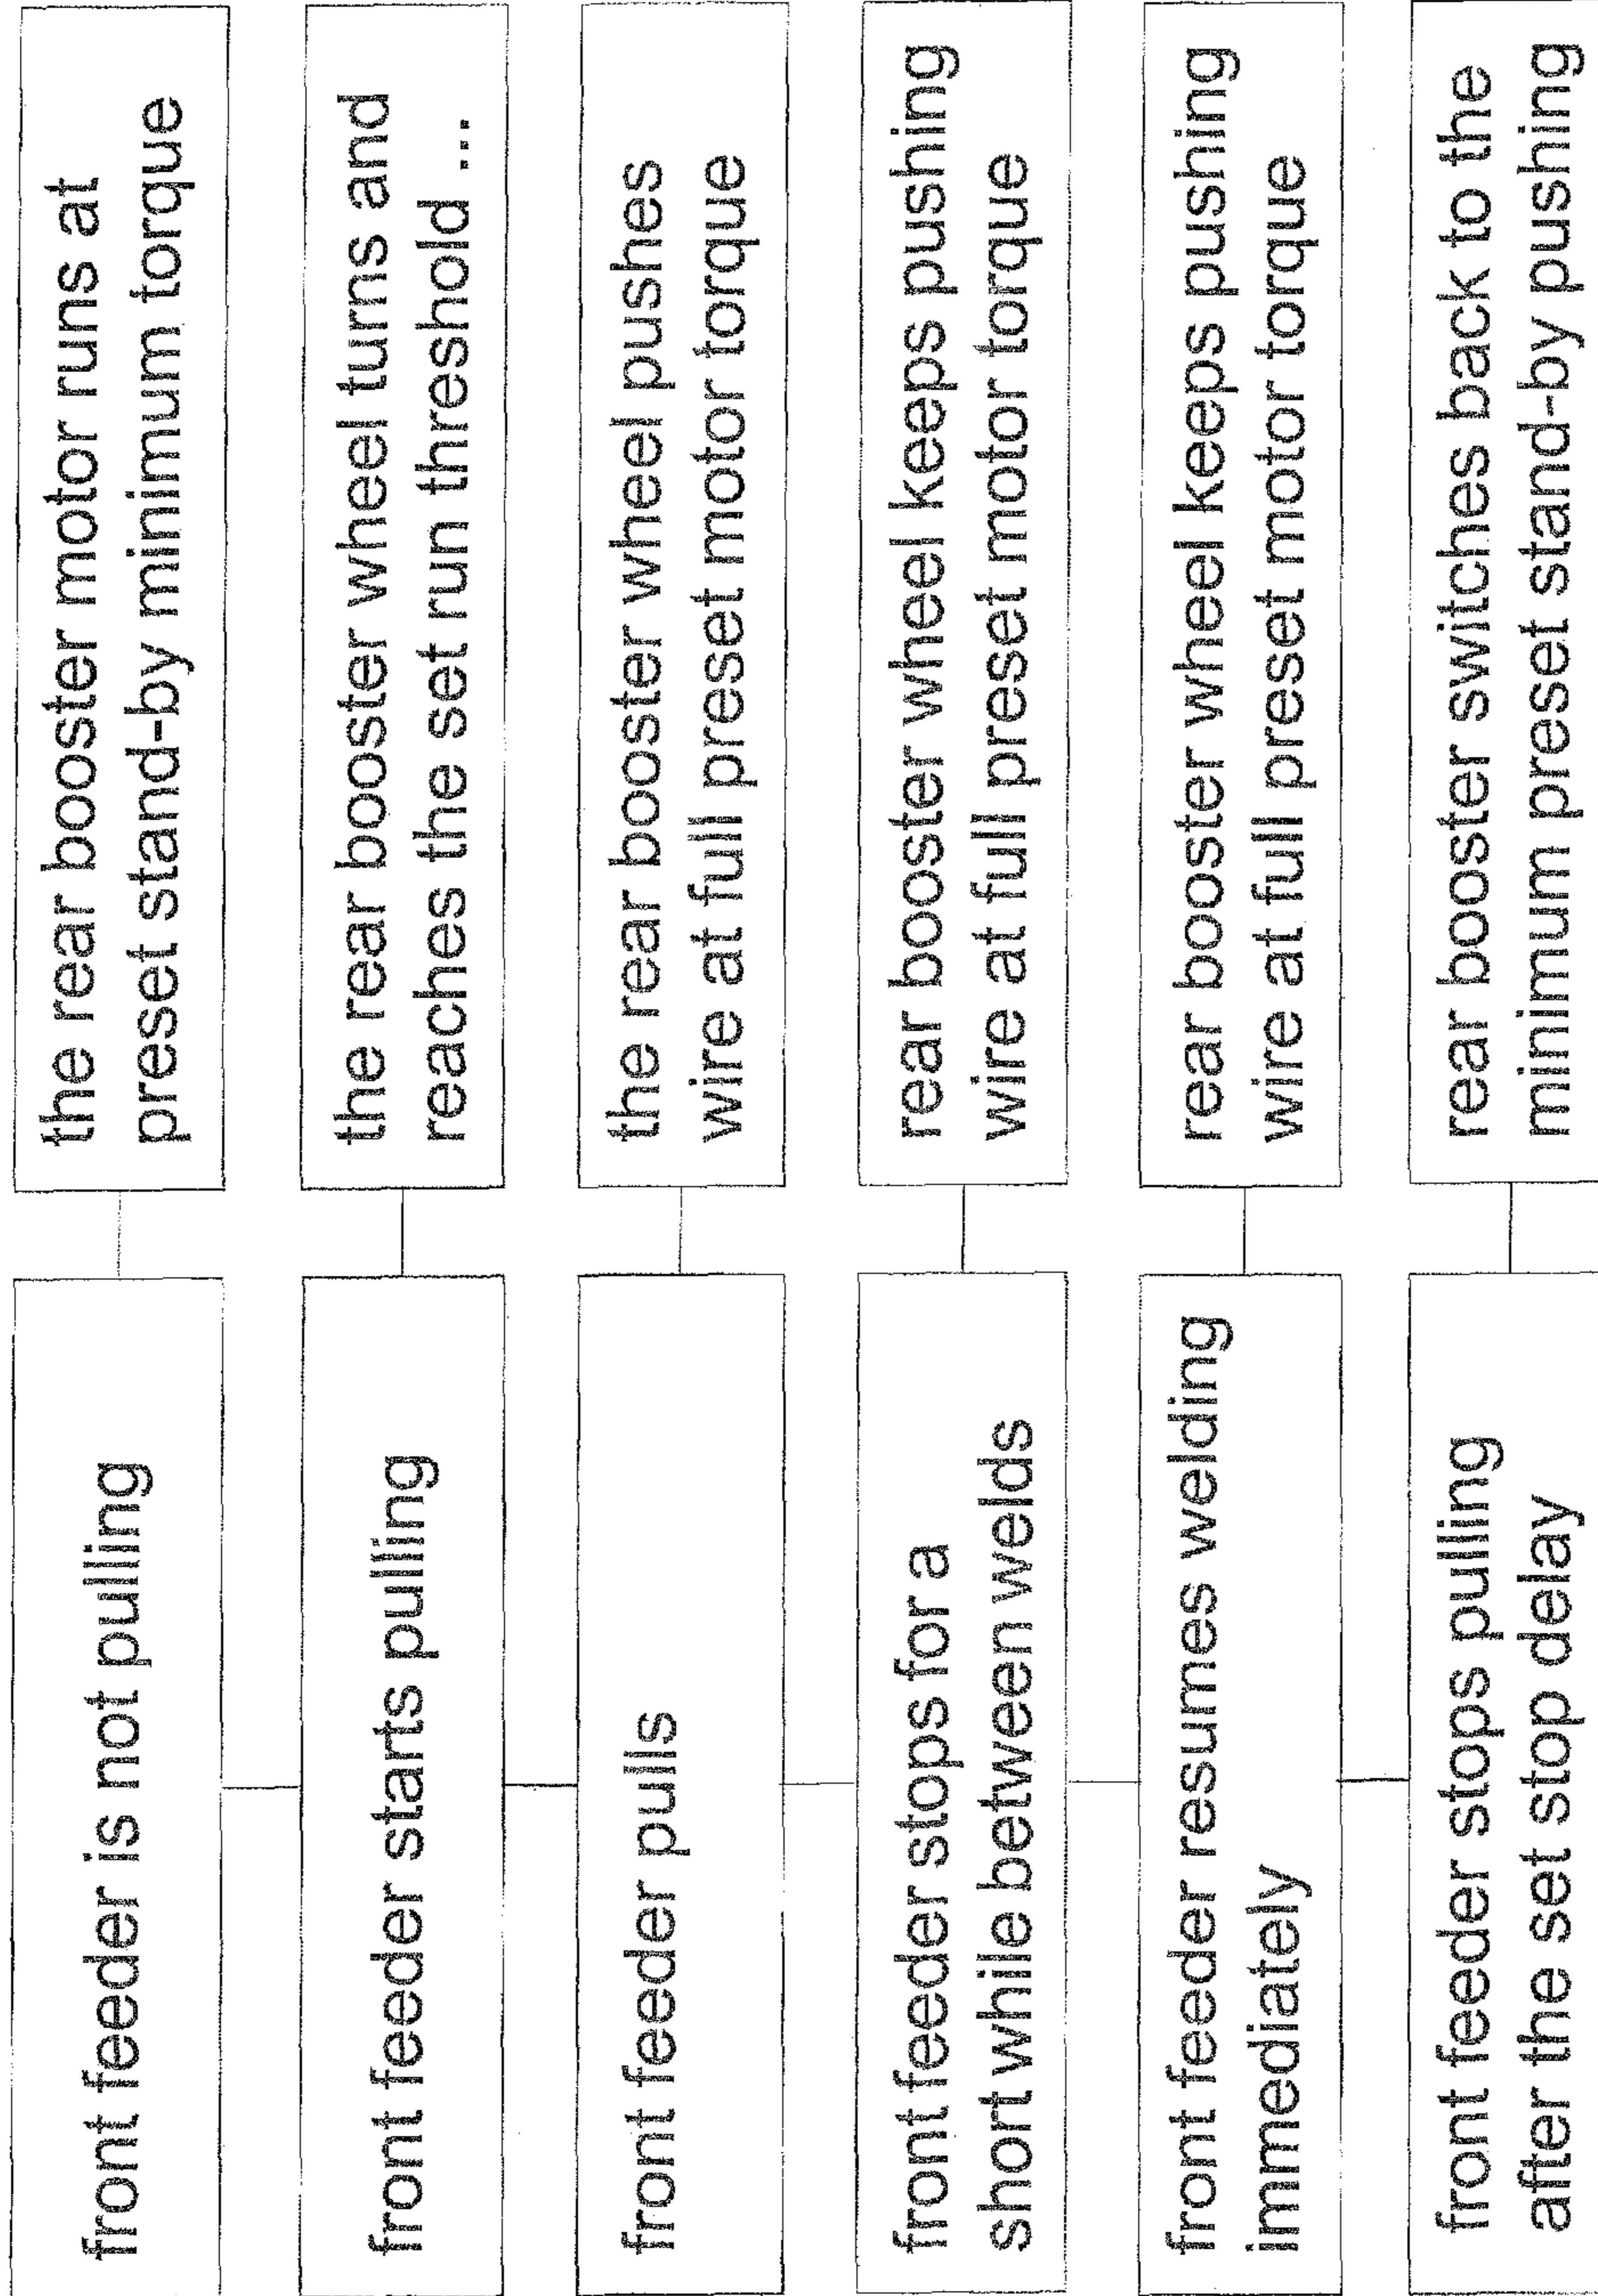 front feeder is not pulling
the rear booster motor runs at
preset stand-by minimum torque
front feeder starts pulling
the rear booster wheel turns and
reaches the set run threshold ...
front feeder pulls
the rear booster wheel pushes
wire at full preset motor torque
front feeder stops for a
short while between welds
rear booster wheel keeps pushing
wire at full preset motor torque
front feeder resumes welding
immediately
rear booster wheel keeps pushing
wire at full preset motor torque
front feeder stops pulling
after the set stop delay
rear booster switches back to the
minimum preset stand-by pushing